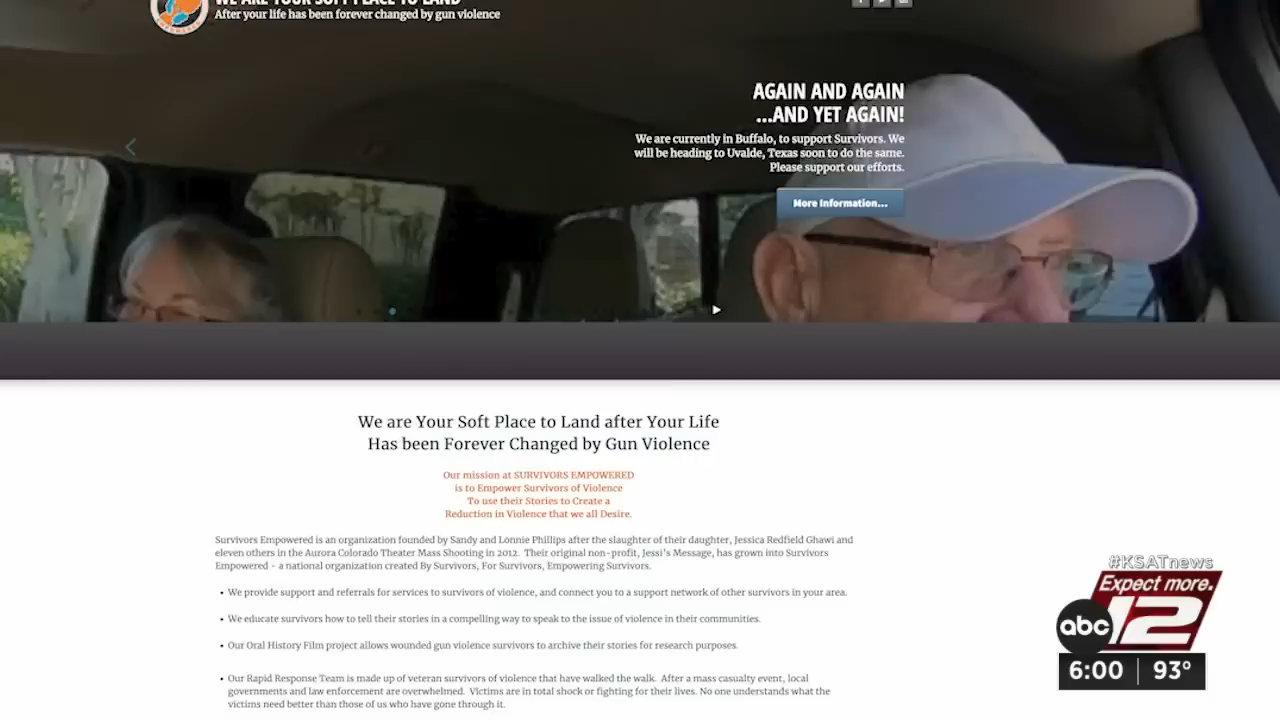 WE ARE YOUR SOFT PLACE TO LAND
After your life has been forever changed by gun violence
AGAIN AND AGAIN
...AND YET AGAIN!
We are currently in Buffalo, to support Survivors. We
will be heading to Uvalde, Texas soon to do the same.
Please support our efforts.
More Information...
We are Your Soft Place to Land after Your Life
Has been Forever Changed by Gun Violence
Our mission at SURVIVORS EMPOWERED
is to Empower Survivors of Violence
To use their Stories to Create a
Reduction in Violence that we all Desire.
Survivors Empowered is an organization founded by Sandy and Lonnie Phillips after the slaughter of their daughter, Jessica Redfield Ghawi and
eleven others in the Aurora Colorado Theater Mass Shooting in 2012. Their original non-profit, Jessi's Message, has grown into Survivors
Empowered - a national organization created By Survivors, For Survivors, Empowering Survivors.
• We provide support and referrals for services to survivors of violence, and connect you to a support network of other survivors in your area.
• We educate survivors how to tell their stories in a compelling way to speak to the issue of violence in their communities.
• Our Oral History Film project allows wounded gun violence survivors to archive their stories for research purposes.
• Our Rapid Response Team is made up of veteran survivors of violence that have walked the walk. After a mass casualty event, local
governments and law enforcement are overwhelmed. Victims are in total shock or fighting for their lives. No one understands what the
victims need better than those of us who have gone through it.
#KSATnews
Expect more.
abc 12
6:00 93°